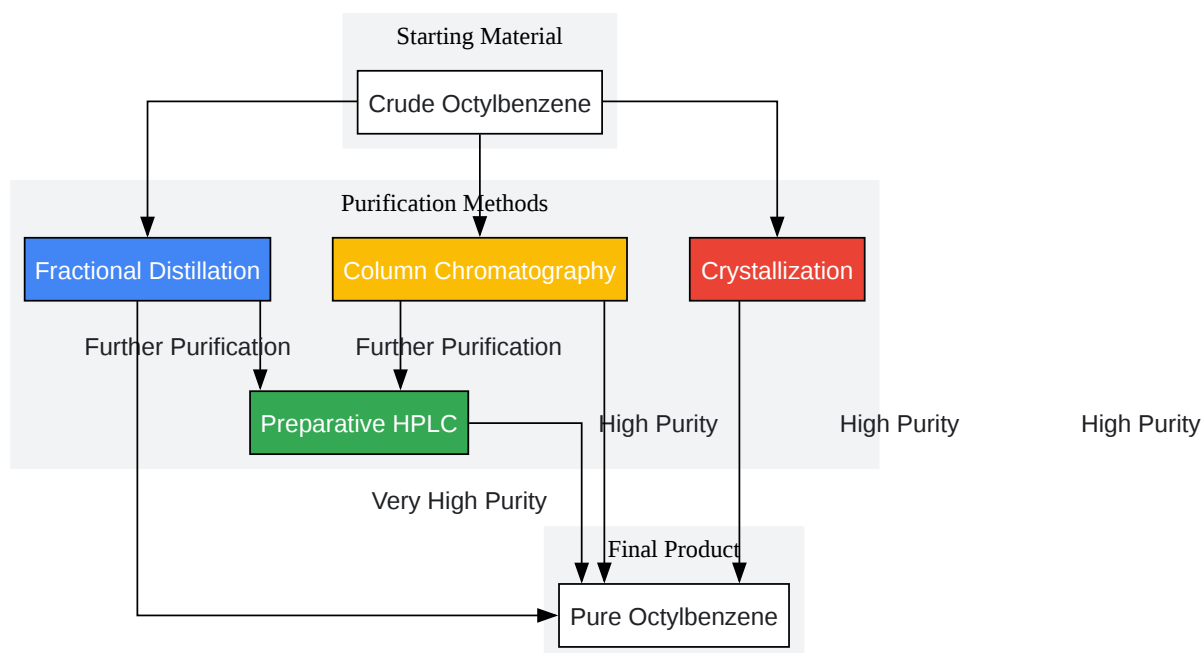 Starting Material
Crude Octylbenzene
Purification Methods
Fractional Distillation
Column Chromatography
Crystallization
Further Purification
Further Purification
Preparative HPLC
High Purity
High Purity
High Purity
Very High Purity
Final Product
Pure Octylbenzene